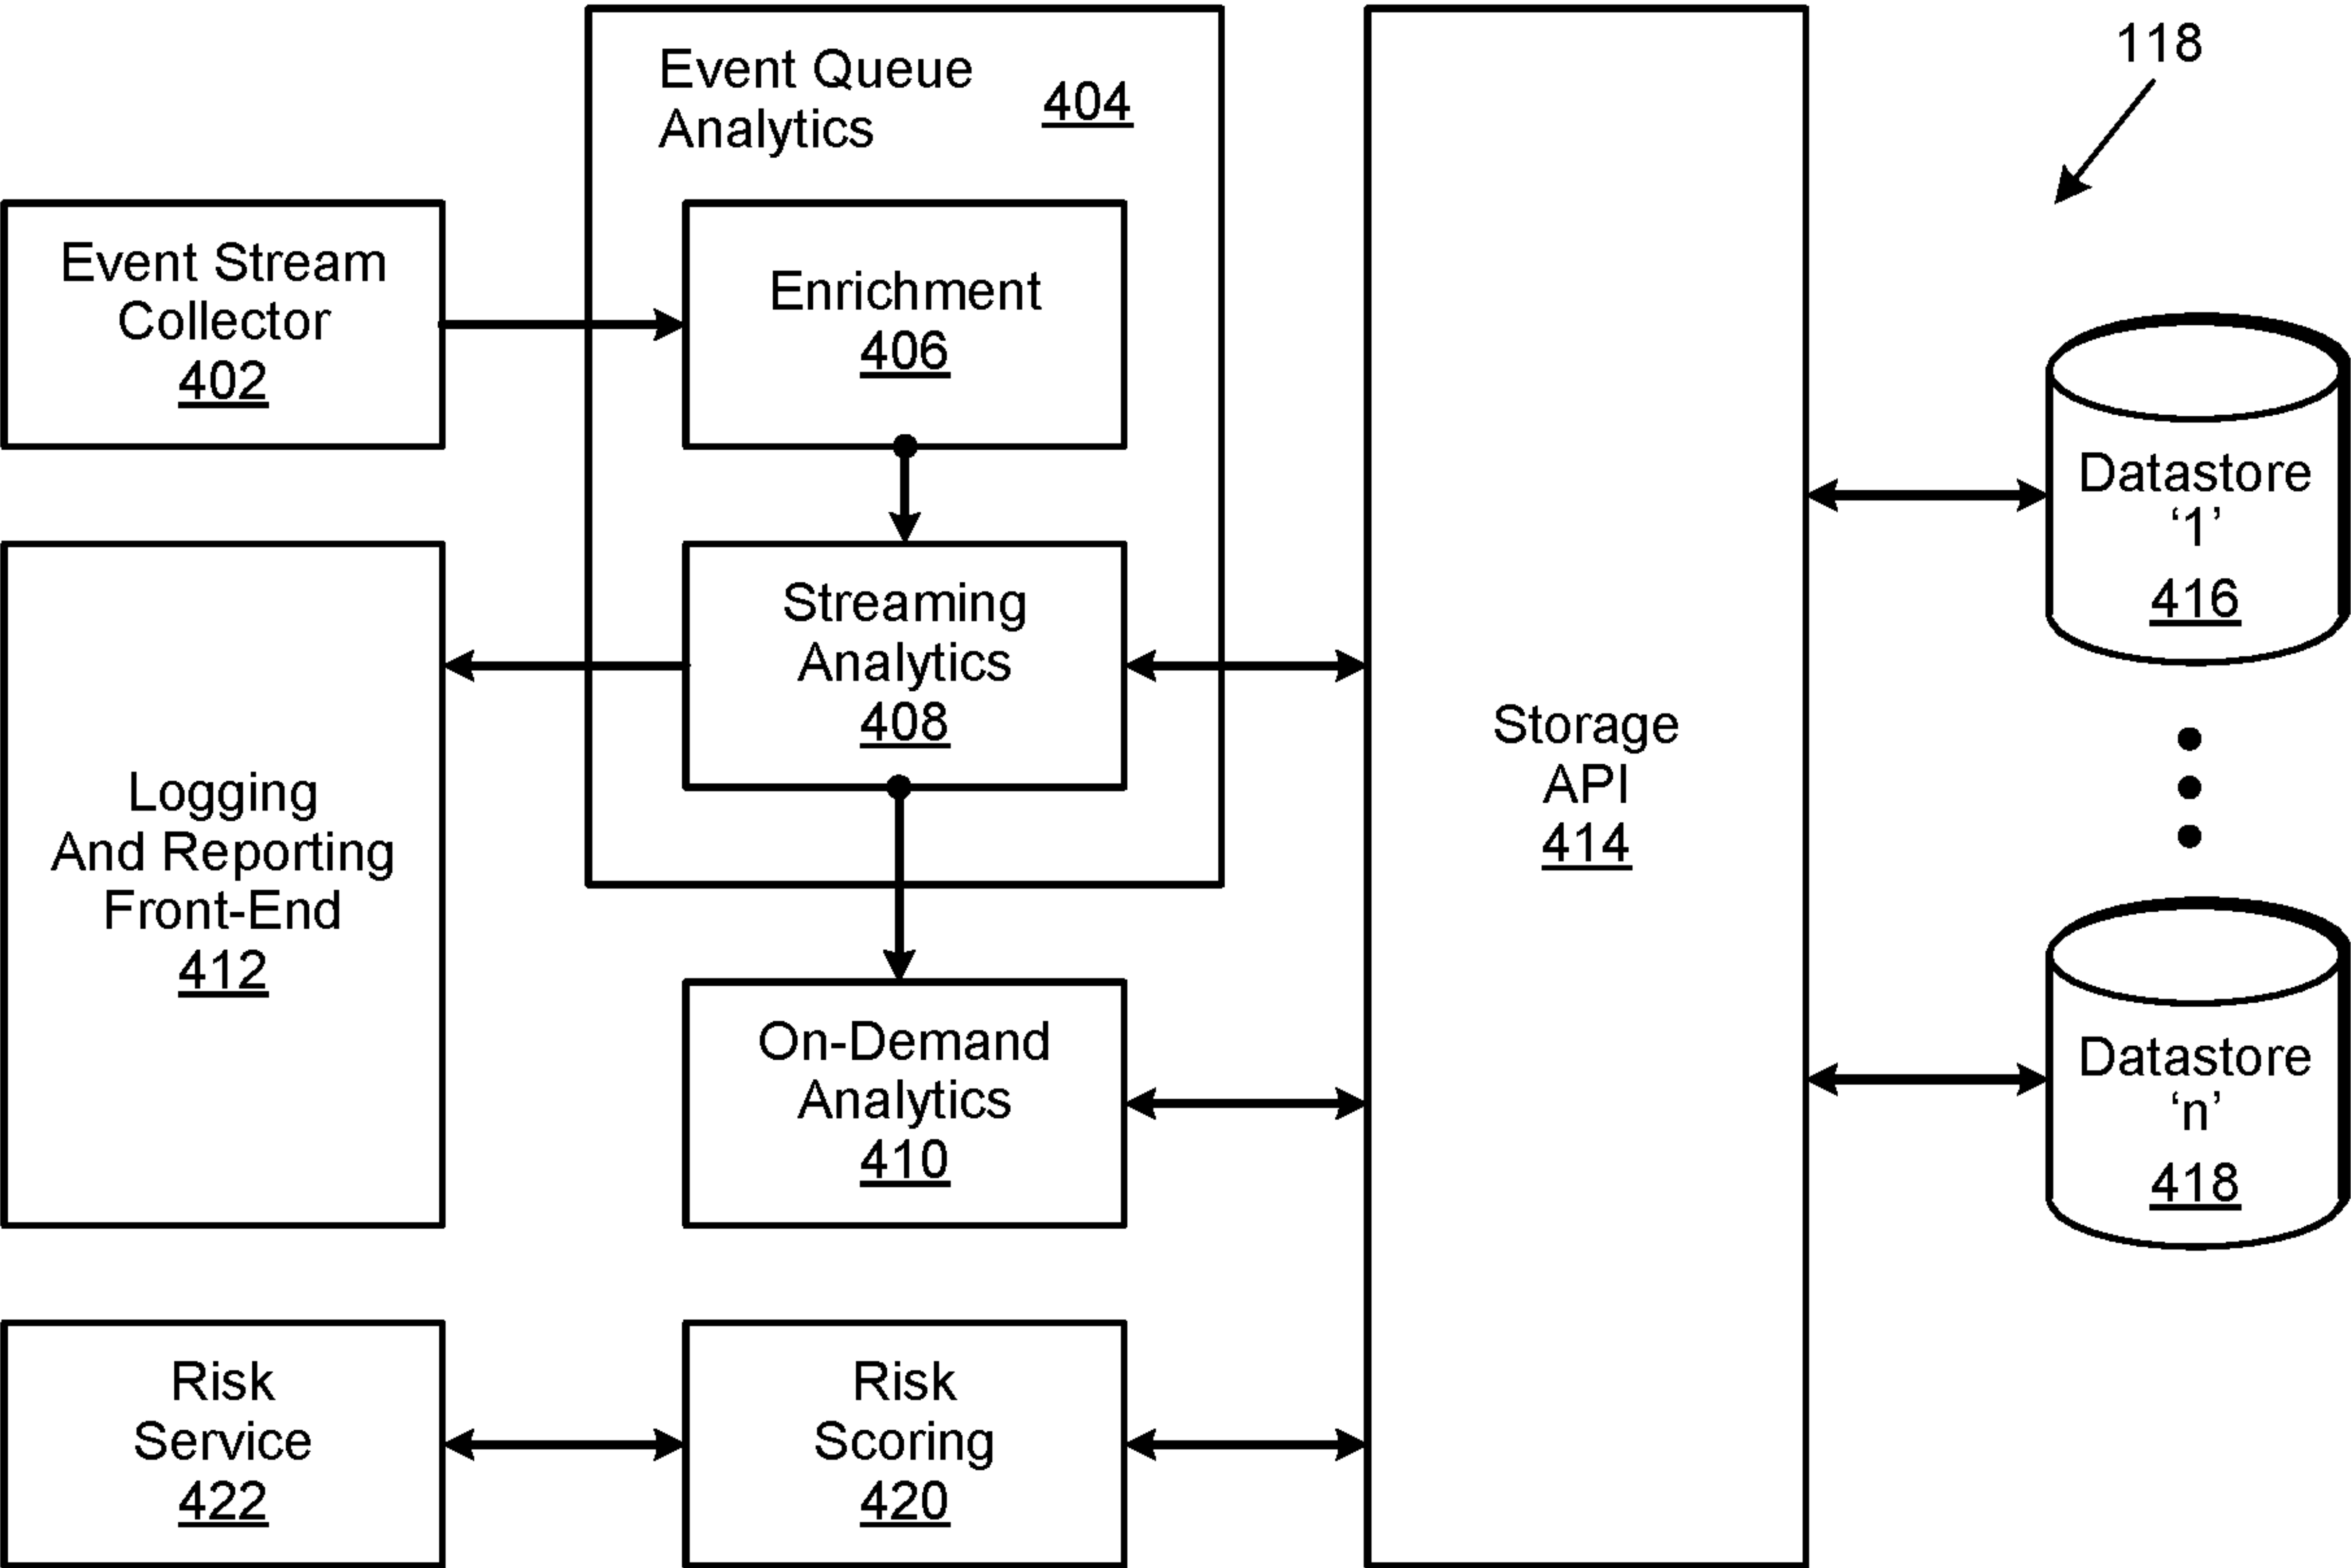 Event Queue
Analytics
404
118
Event Stream
Collector
402
Enrichment
406
Streaming
Analytics
408
Logging
And Reporting
Front-End
412
On-Demand
Analytics
410
Storage
API
414
Datastore
‘1’
416
Datastore
‘n’
418
Risk
Service
422
Risk
Scoring
420